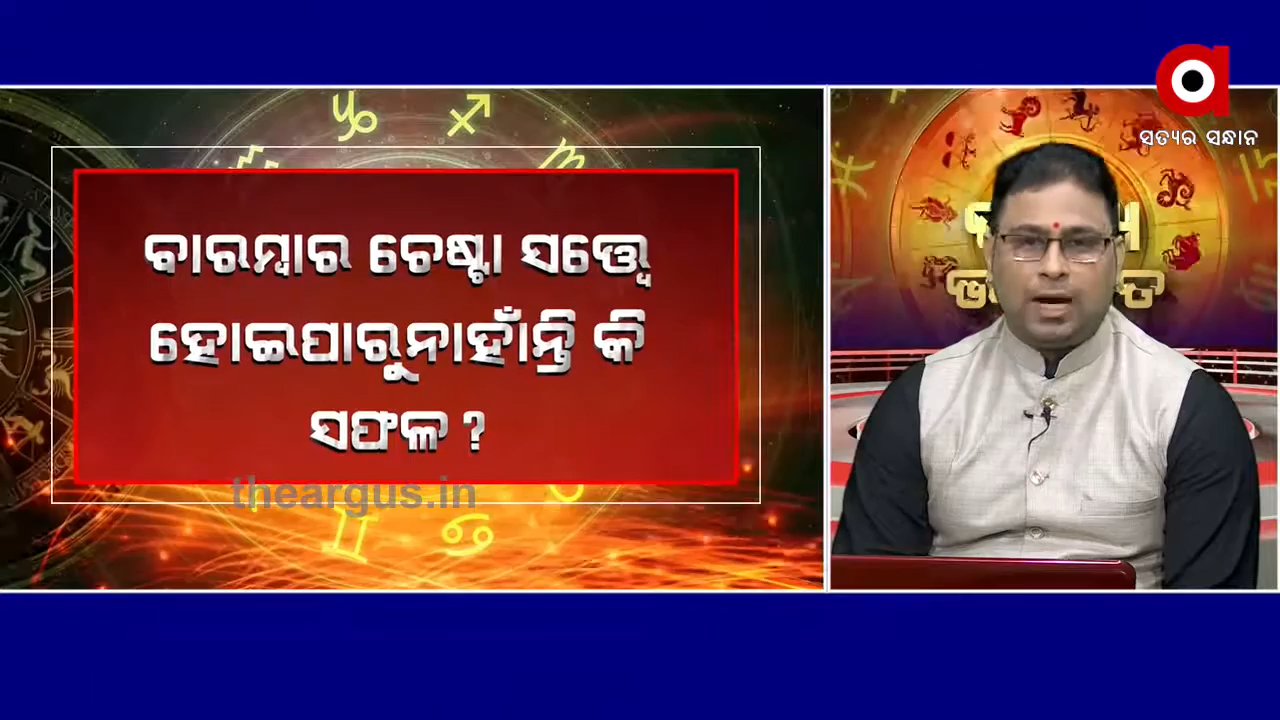 ସତ୍ୟର ସନ୍ଧାନ
ବାରମ୍ବାର ଚେଷ୍ଟା ସତ୍ତ୍ୱେ
ହୋଇପାରୁନାହାଁନ୍ତି କି
ସଫଳ ?
theargus.in